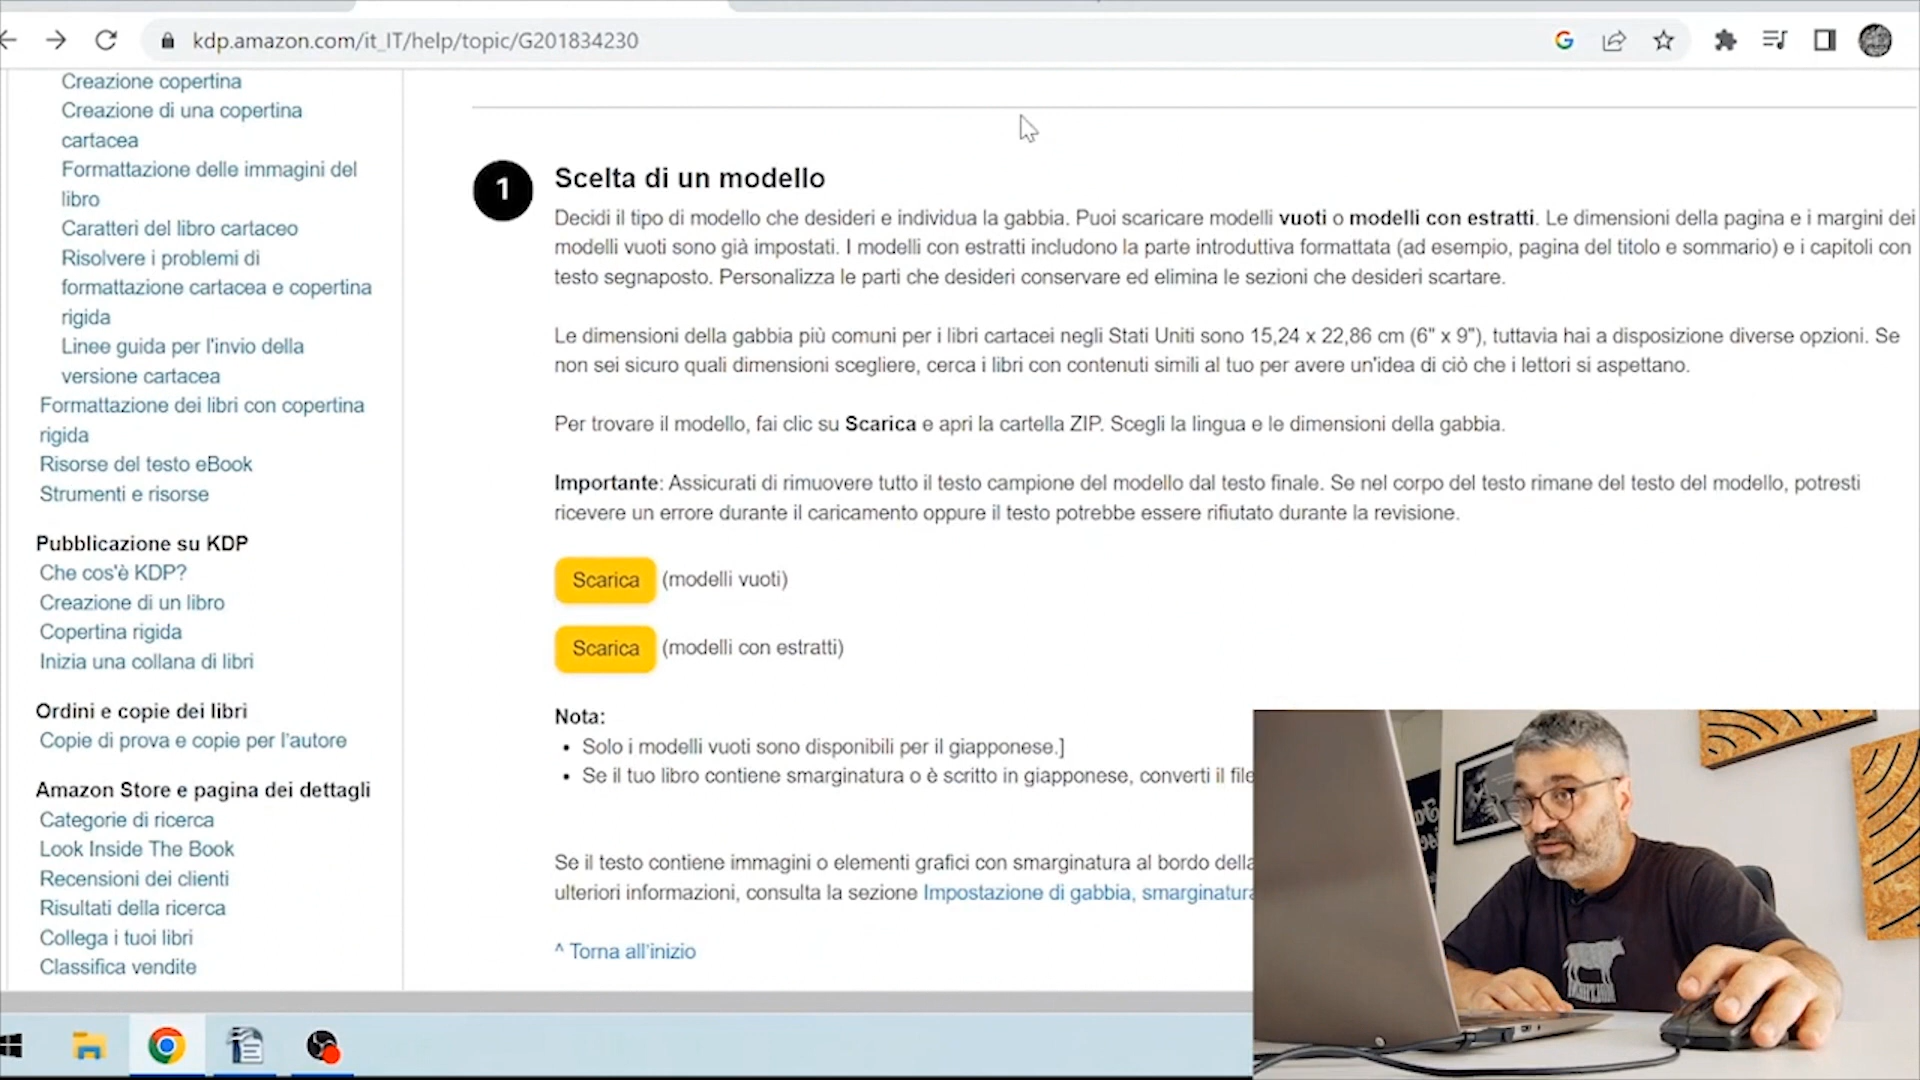 kdp.amazon.com/it_IT/help/topic/G201834230
Creazione copertina
Creazione di una copertina
cartacea
Formattazione delle immagini del
libro
Caratteri del libro cartaceo
Risolvere i problemi di
formattazione cartacea e copertina
rigida
Linee guida per l'invio della
versione cartacea
Formattazione dei libri con copertina
rigida
Risorse del testo eBook
Strumenti e risorse
Pubblicazione su KDP
Che cos'è KDP?
Creazione di un libro
Copertina rigida
Inizia una collana di libri
Ordini e copie dei libri
Copie di prova e copie per l'autore
Amazon Store e pagina dei dettagli
Categorie di ricerca
Look Inside The Book
Recensioni dei clienti
Risultati della ricerca
Collega i tuoi libri
Classifica vendite
1
Scelta di un modello
Decidi il tipo di modello che desideri e individua la gabbia. Puoi scaricare modelli vuoti o modelli con estratti. Le dimensioni della pagina e i margini dei
modelli vuoti sono già impostati. I modelli con estratti includono la parte introduttiva formattata (ad esempio, pagina del titolo e sommario) e i capitoli con
testo segnaposto. Personalizza le parti che desideri conservare ed elimina le sezioni che desideri scartare.
Le dimensioni della gabbia più comuni per i libri cartacei negli Stati Uniti sono 15,24 x 22,86 cm (6" x 9"), tuttavia hai a disposizione diverse opzioni. Se
non sei sicuro quali dimensioni scegliere, cerca i libri con contenuti simili al tuo per avere un'idea di ciò che i lettori si aspettano.
Per trovare il modello, fai clic su Scarica e apri la cartella ZIP. Scegli la lingua e le dimensioni della gabbia.
Importante: Assicurati di rimuovere tutto il testo campione del modello dal testo finale. Se nel corpo del testo rimane del testo del modello, potresti
ricevere un errore durante il caricamento oppure il testo potrebbe essere rifiutato durante la revisione.
Scarica (modelli vuoti)
Scarica (modelli con estratti)
Nota:
• Solo i modelli vuoti sono disponibili per il giapponese.]
• Se il tuo libro contiene smarginatura o è scritto in giapponese, converti il file
Se il testo contiene immagini o elementi grafici con smarginatura al bordo della
ulteriori informazioni, consulta la sezione Impostazione di gabbia, smarginatura
^ Torna all'inizio